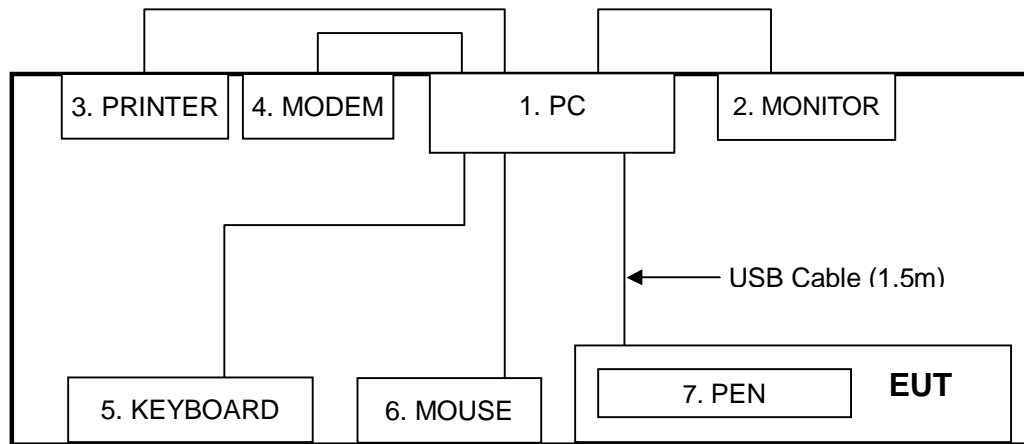 3. PRINTER
4. MODEM
1. PC
2. MONITOR
USB Cable (1.5m)
5. KEYBOARD
6. MOUSE
7. PEN
EUT